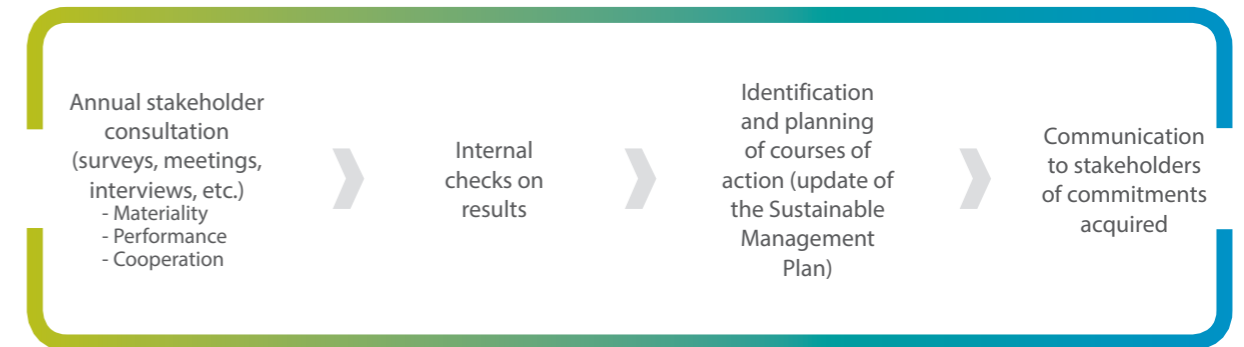 Annual stakeholder
consultation
(surveys, meetings,
interviews, etc.)
- Materiality
- Performance
- Cooperation
Internal
checks on
results
Identification
and planning
of courses of
action (update of
the Sustainable
Management
Plan)
Communication
to stakeholders
of commitments
acquired